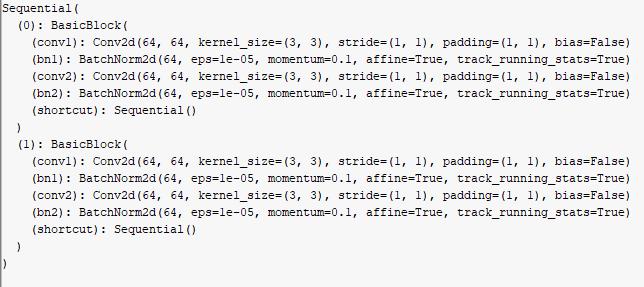 Sequential(
  (0): BasicBlock(
    (conv1): Conv2d(64, 64, kernel_size=(3, 3), stride=(1, 1), padding=(1, 1), bias=False)
    (bn1): BatchNorm2d(64, eps=1e-05, momentum=0.1, affine=True, track_running_stats=True)
    (conv2): Conv2d(64, 64, kernel_size=(3, 3), stride=(1, 1), padding=(1, 1), bias=False)
    (bn2): BatchNorm2d(64, eps=1e-05, momentum=0.1, affine=True, track_running_stats=True)
    (shortcut): Sequential()
  )
  (1): BasicBlock(
    (conv1): Conv2d(64, 64, kernel_size=(3, 3), stride=(1, 1), padding=(1, 1), bias=False)
    (bn1): BatchNorm2d(64, eps=1e-05, momentum=0.1, affine=True, track_running_stats=True)
    (conv2): Conv2d(64, 64, kernel_size=(3, 3), stride=(1, 1), padding=(1, 1), bias=False)
    (bn2): BatchNorm2d(64, eps=1e-05, momentum=0.1, affine=True, track_running_stats=True)
    (shortcut): Sequential()
  )
)